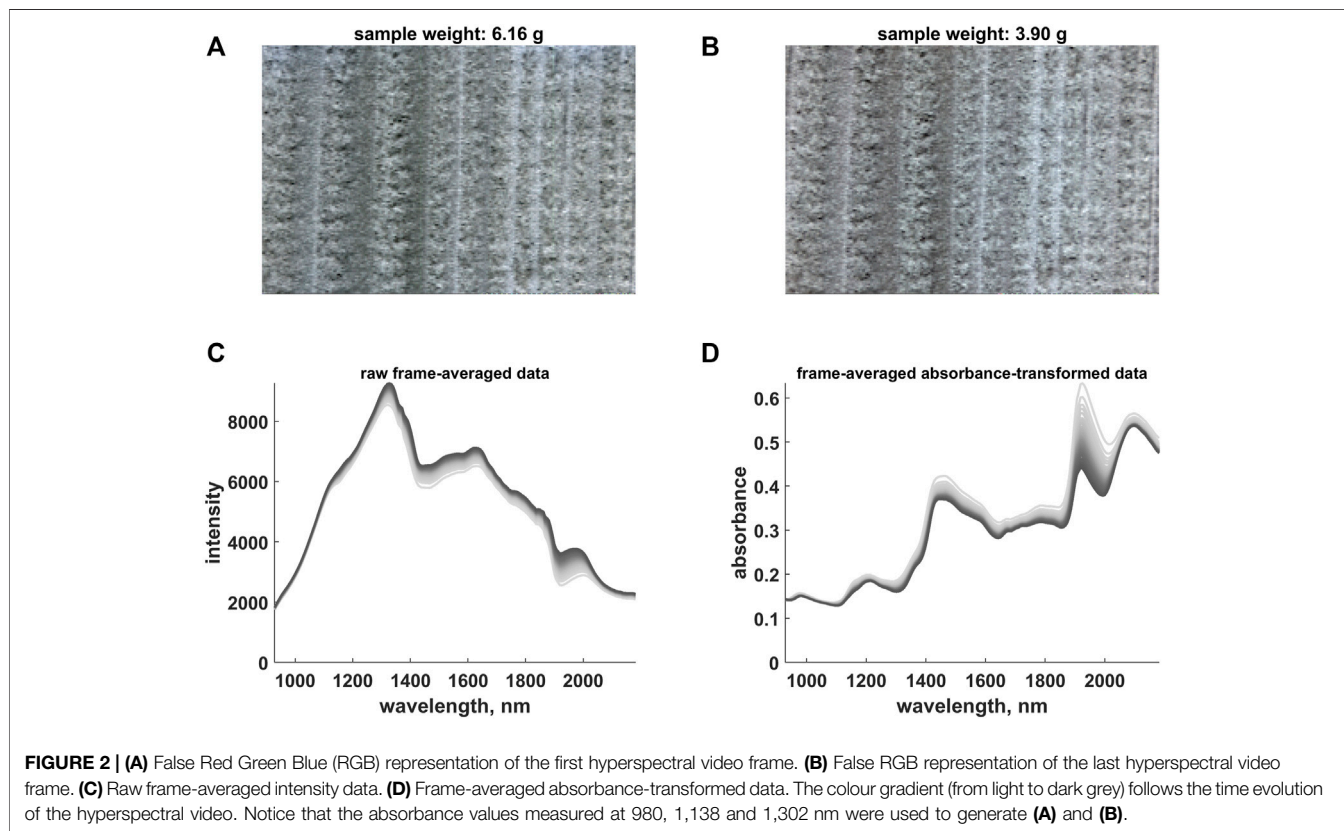 A
sample weight: 6.16 g
B
sample weight: 3.90 g
C
raw frame-averaged data
intensity
8000
6000
4000
2000
0
1000 1200 1400 1600 1800 2000
wavelength, nm
D
frame-averaged absorbance-transformed data
absorbance
0.6
0.5
0.4
0.3
0.2
0.1
0
1000 1200 1400 1600 1800 2000
wavelength, nm
FIGURE 2 | (A) False Red Green Blue (RGB) representation of the first hyperspectral video frame. (B) False RGB representation of the last hyperspectral video
frame. (C) Raw frame-averaged intensity data. (D) Frame-averaged absorbance-transformed data. The colour gradient (from light to dark grey) follows the time evolution
of the hyperspectral video. Notice that the absorbance values measured at 980, 1,138 and 1,302 nm were used to generate (A) and (B).